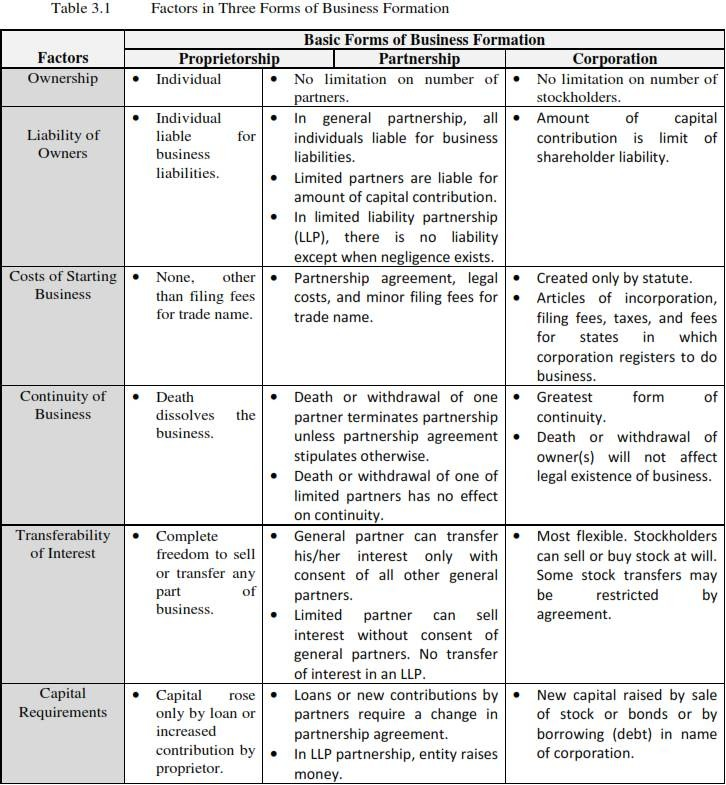 Table 3.1 Factors in Three Forms of Business Formation
Factors
Basic Forms of Business Formation
Proprietorship Partnership Corporation
Ownership
• Individual
• No limitation on number of
partners.
• No limitation on number of
stockholders.
Liability of
Owners
• Individual
liable for
business
liabilities.
• In general partnership, all
individuals liable for business
liabilities.
• Limited partners are liable for
amount of capital contribution.
• In limited liability partnership
(LLP), there is no liability
except when negligence exists.
• Amount of capital
contribution is limit of
shareholder liability.
Costs of Starting
Business
• None, other
than filing fees
for trade name.
• Partnership agreement, legal
costs, and minor filing fees for
trade name.
• Created only by statute.
• Articles of incorporation,
filing fees, taxes, and fees
for states in which
corporation registers to do
business.
Continuity of
Business
• Death
dissolves the
business.
• Death or withdrawal of one
partner terminates partnership
unless partnership agreement
stipulates otherwise.
• Death or withdrawal of one of
limited partners has no effect
on continuity.
• Greatest form of
continuity.
• Death or withdrawal of
owner(s) will not affect
legal existence of business.
Transferability
of Interest
• Complete
freedom to sell
or transfer any
part of
business.
• General partner can transfer
his/her interest only with
consent of all other general
partners.
• Limited partner can sell
interest without consent of
general partners. No transfer
of interest in an LLP.
• Most flexible. Stockholders
can sell or buy stock at will.
Some stock transfers may
be restricted by
agreement.
Capital
Requirements
• Capital rose
only by loan or
increased
contribution by
proprietor.
• Loans or new contributions by
partners require a change in
partnership agreement.
• In LLP partnership, entity raises
money.
• New capital raised by sale
of stock or bonds or by
borrowing (debt) in name
of corporation.